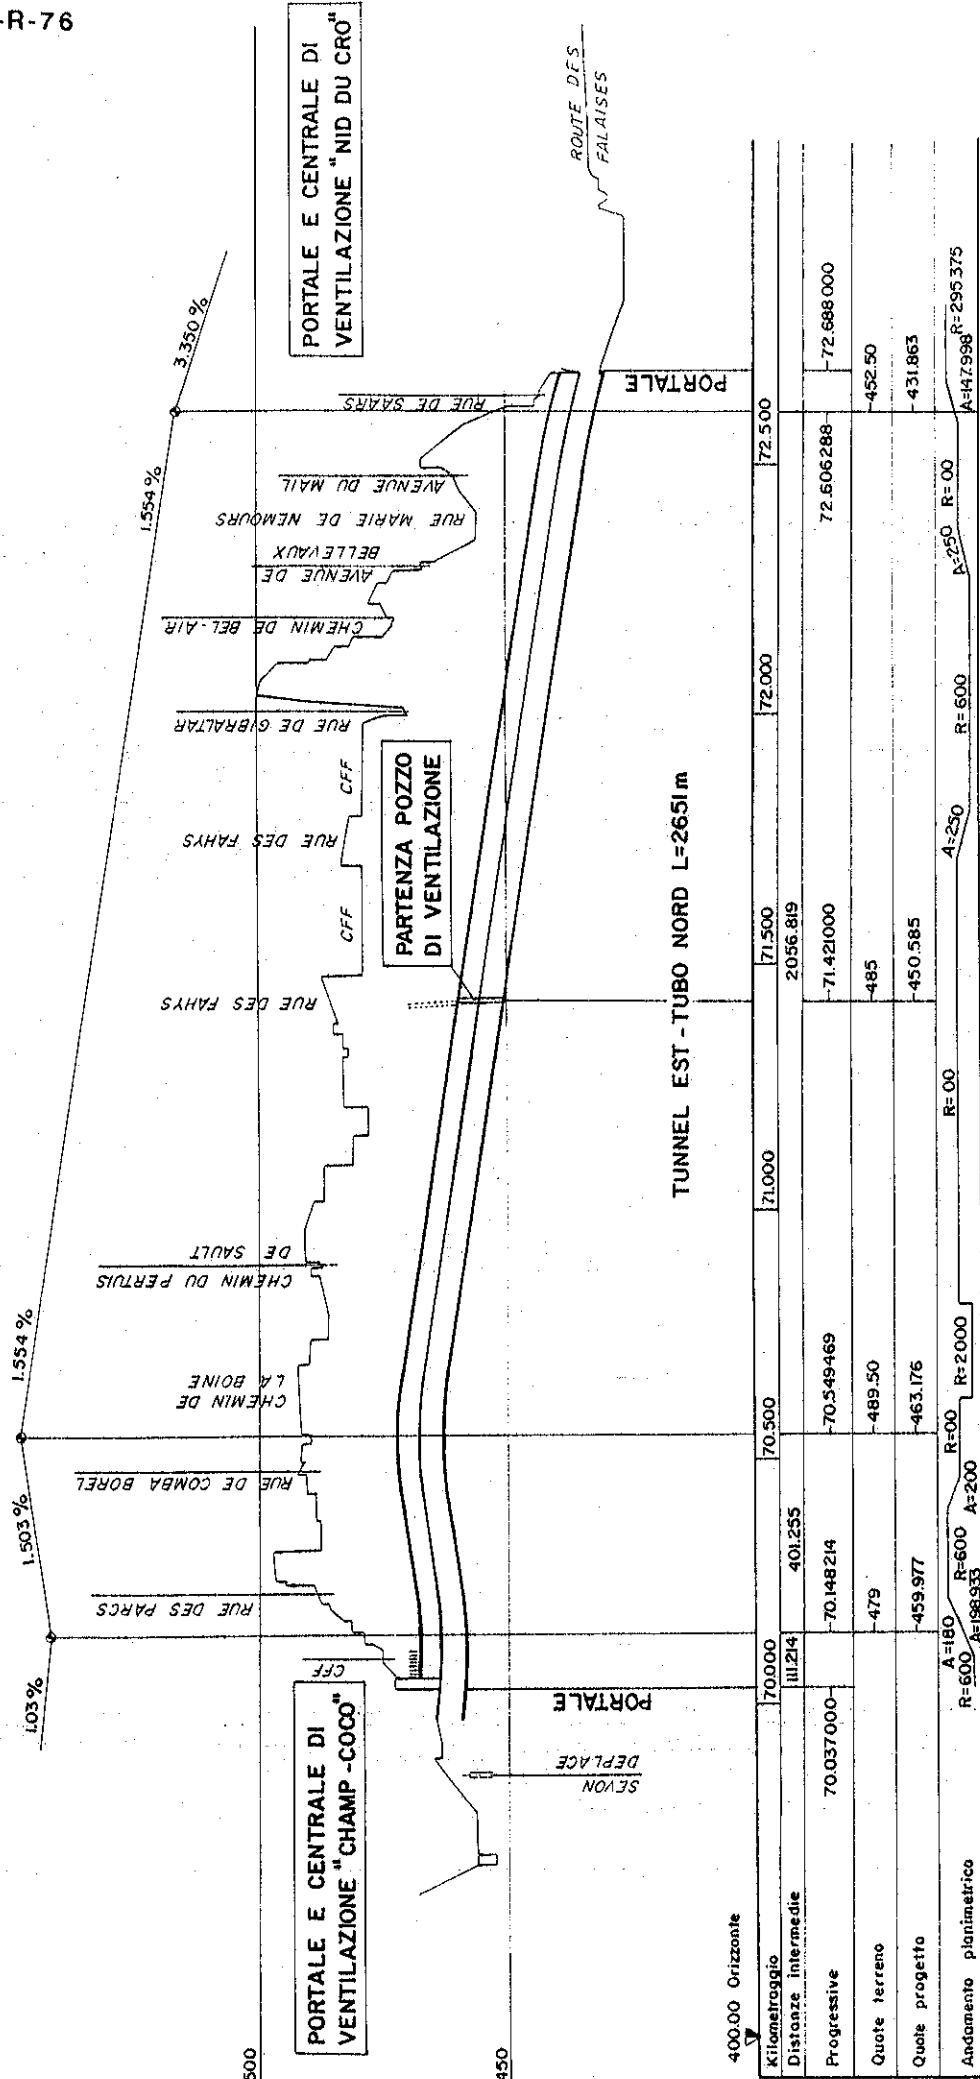 -R-76
1.03%
1.503 %
1.554 %
1.554 %
3.350 %
500
450
PORTALE E CENTRALE DI
VENTILAZIONE "CHAMP-COCO"
PORTALE E CENTRALE DI
VENTILAZIONE "NID DU CRO"
PARTENZA POZZO
DI VENTILAZIONE
SEYON
DEPLACE
CFF
RUE DES PARCS
RUE DE COMBA BOREL
CHEMIN DE
LA BOINE
CHEMIN DU PERTUIS
DE SAULT
RUE DES FAHYS
CFF
RUE DES FAHYS
CFF
RUE DE GIBRALTAR
CHEMIN DE BEL-AIR
AVENUE DE
BELLEVAUX
RUE MARIE DE NEMOURS
AVENUE DU MAIL
RUE DE SAARS
ROUTE DES
FALAISES
PORTALE
PORTALE
TUNNEL EST - TUBO NORD L=2651m
400.00 Orizzonte
Kilometraggio 70.000 70.500 71.000 71.500 72.000 72.500
Distanze intermedie 111.214 401.255 2056.819
Progressive 70.037000 70.148214 70.549469 71.421000 72.606288 72.688000
Quote terreno 479 489.50 485 452.50
Quote progetto 459.977 463.176 450.585 431.863
Andamento planimetrico R=600 A=180 A=198.933 R=600 A=200 R=00 R=2000 R=00 A=250 R=600 A=250 R=00 A=147.998 R=295.375